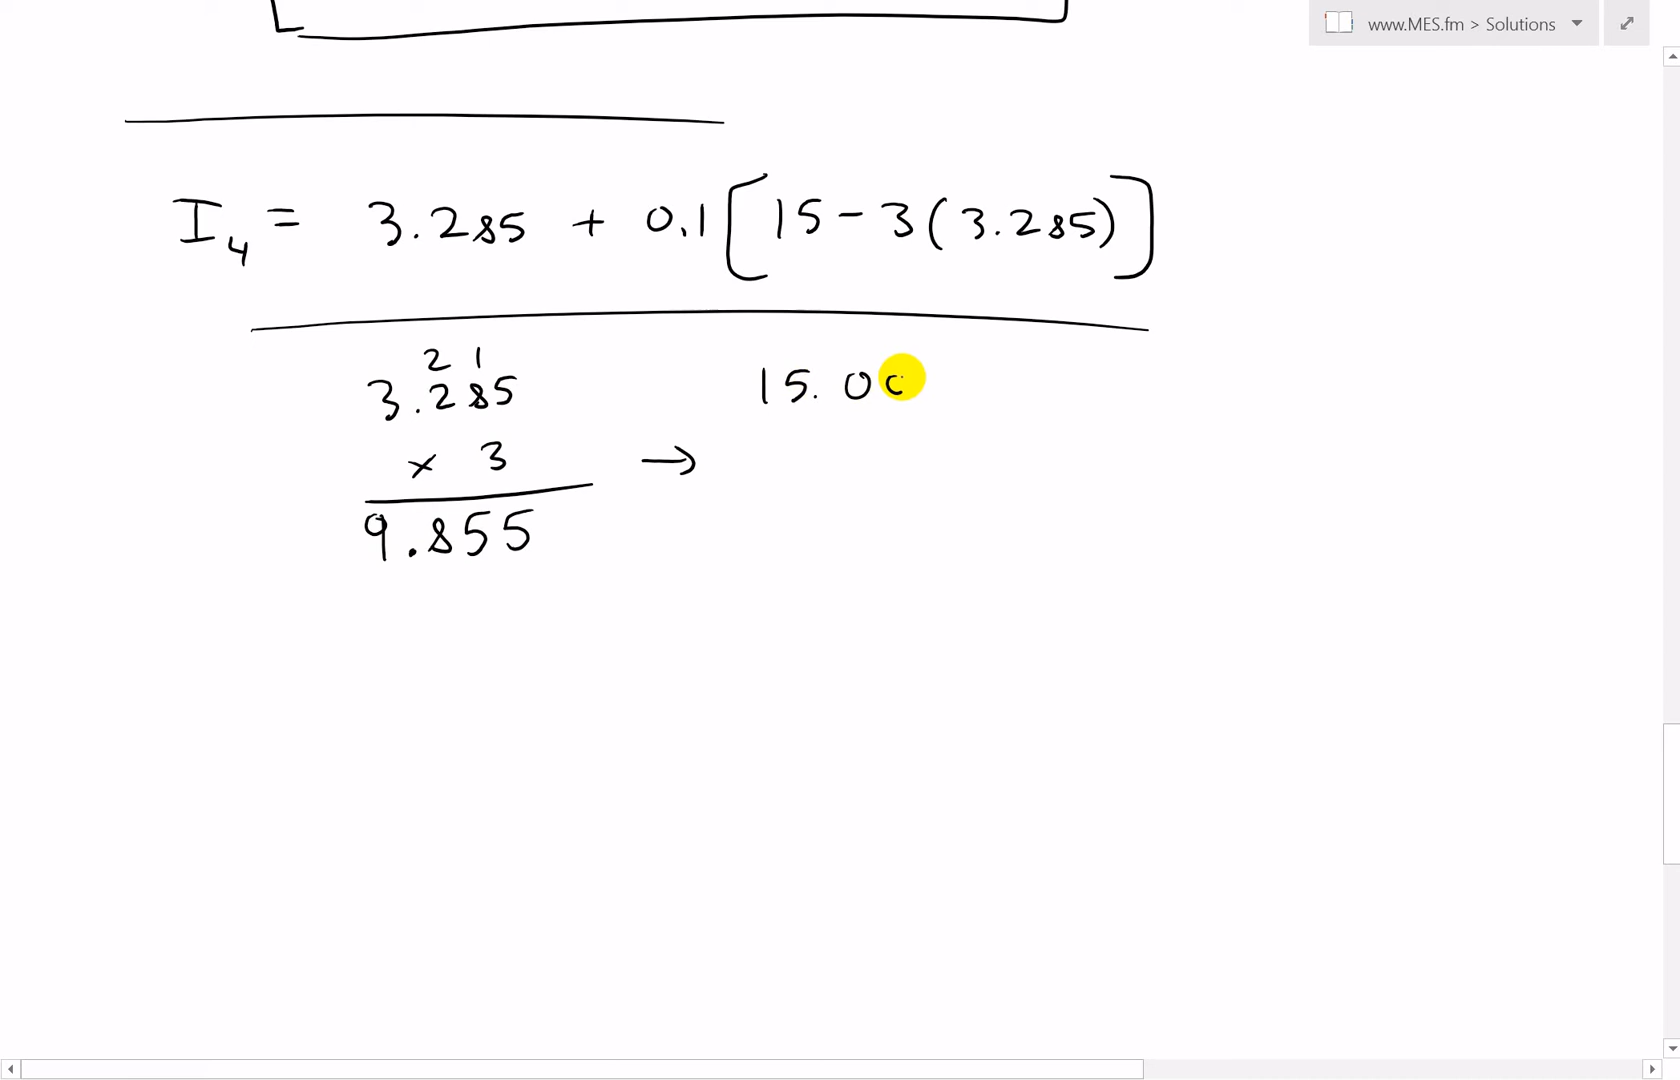 www.MES.fm > Solutions
I₄ = 3.285 + 0.1[15 - 3(3.285)]
2 1
3.285
15.00
× 3 →
9.855